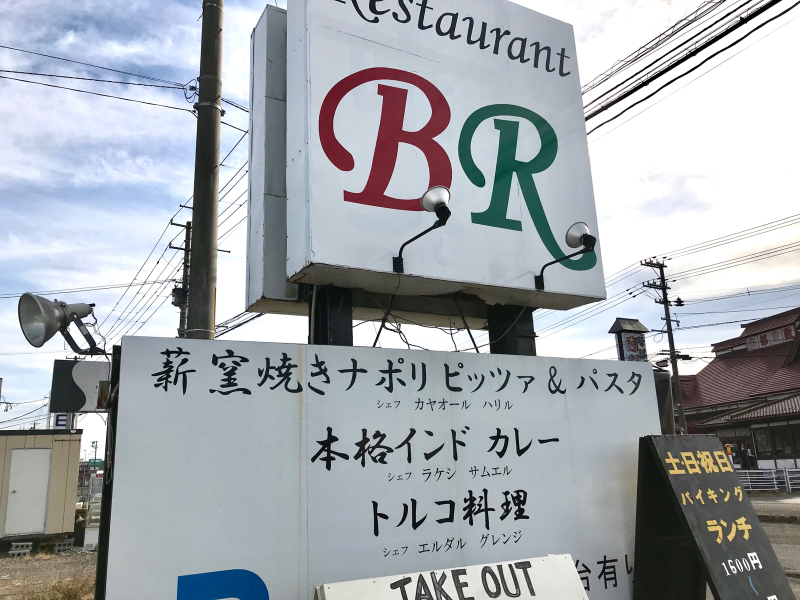 Restaurant
BR
薪窯焼きナポリピッツァ & パスタ
シェフ カヤオール ハリル
本格インド カレー
シェフ ラケシ サムエル
トルコ料理
シェフ エルダル グレンジ
台有り
TAKE OUT
土日祝日
バイキング
ランチ
1600円